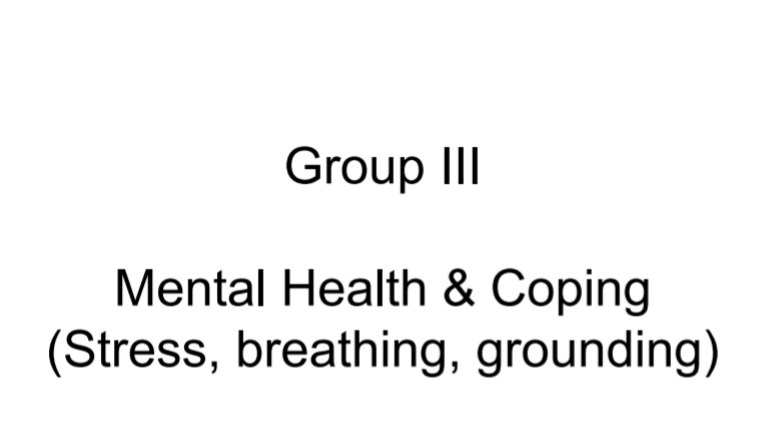 Group III
Mental Health & Coping
(Stress, breathing, grounding)